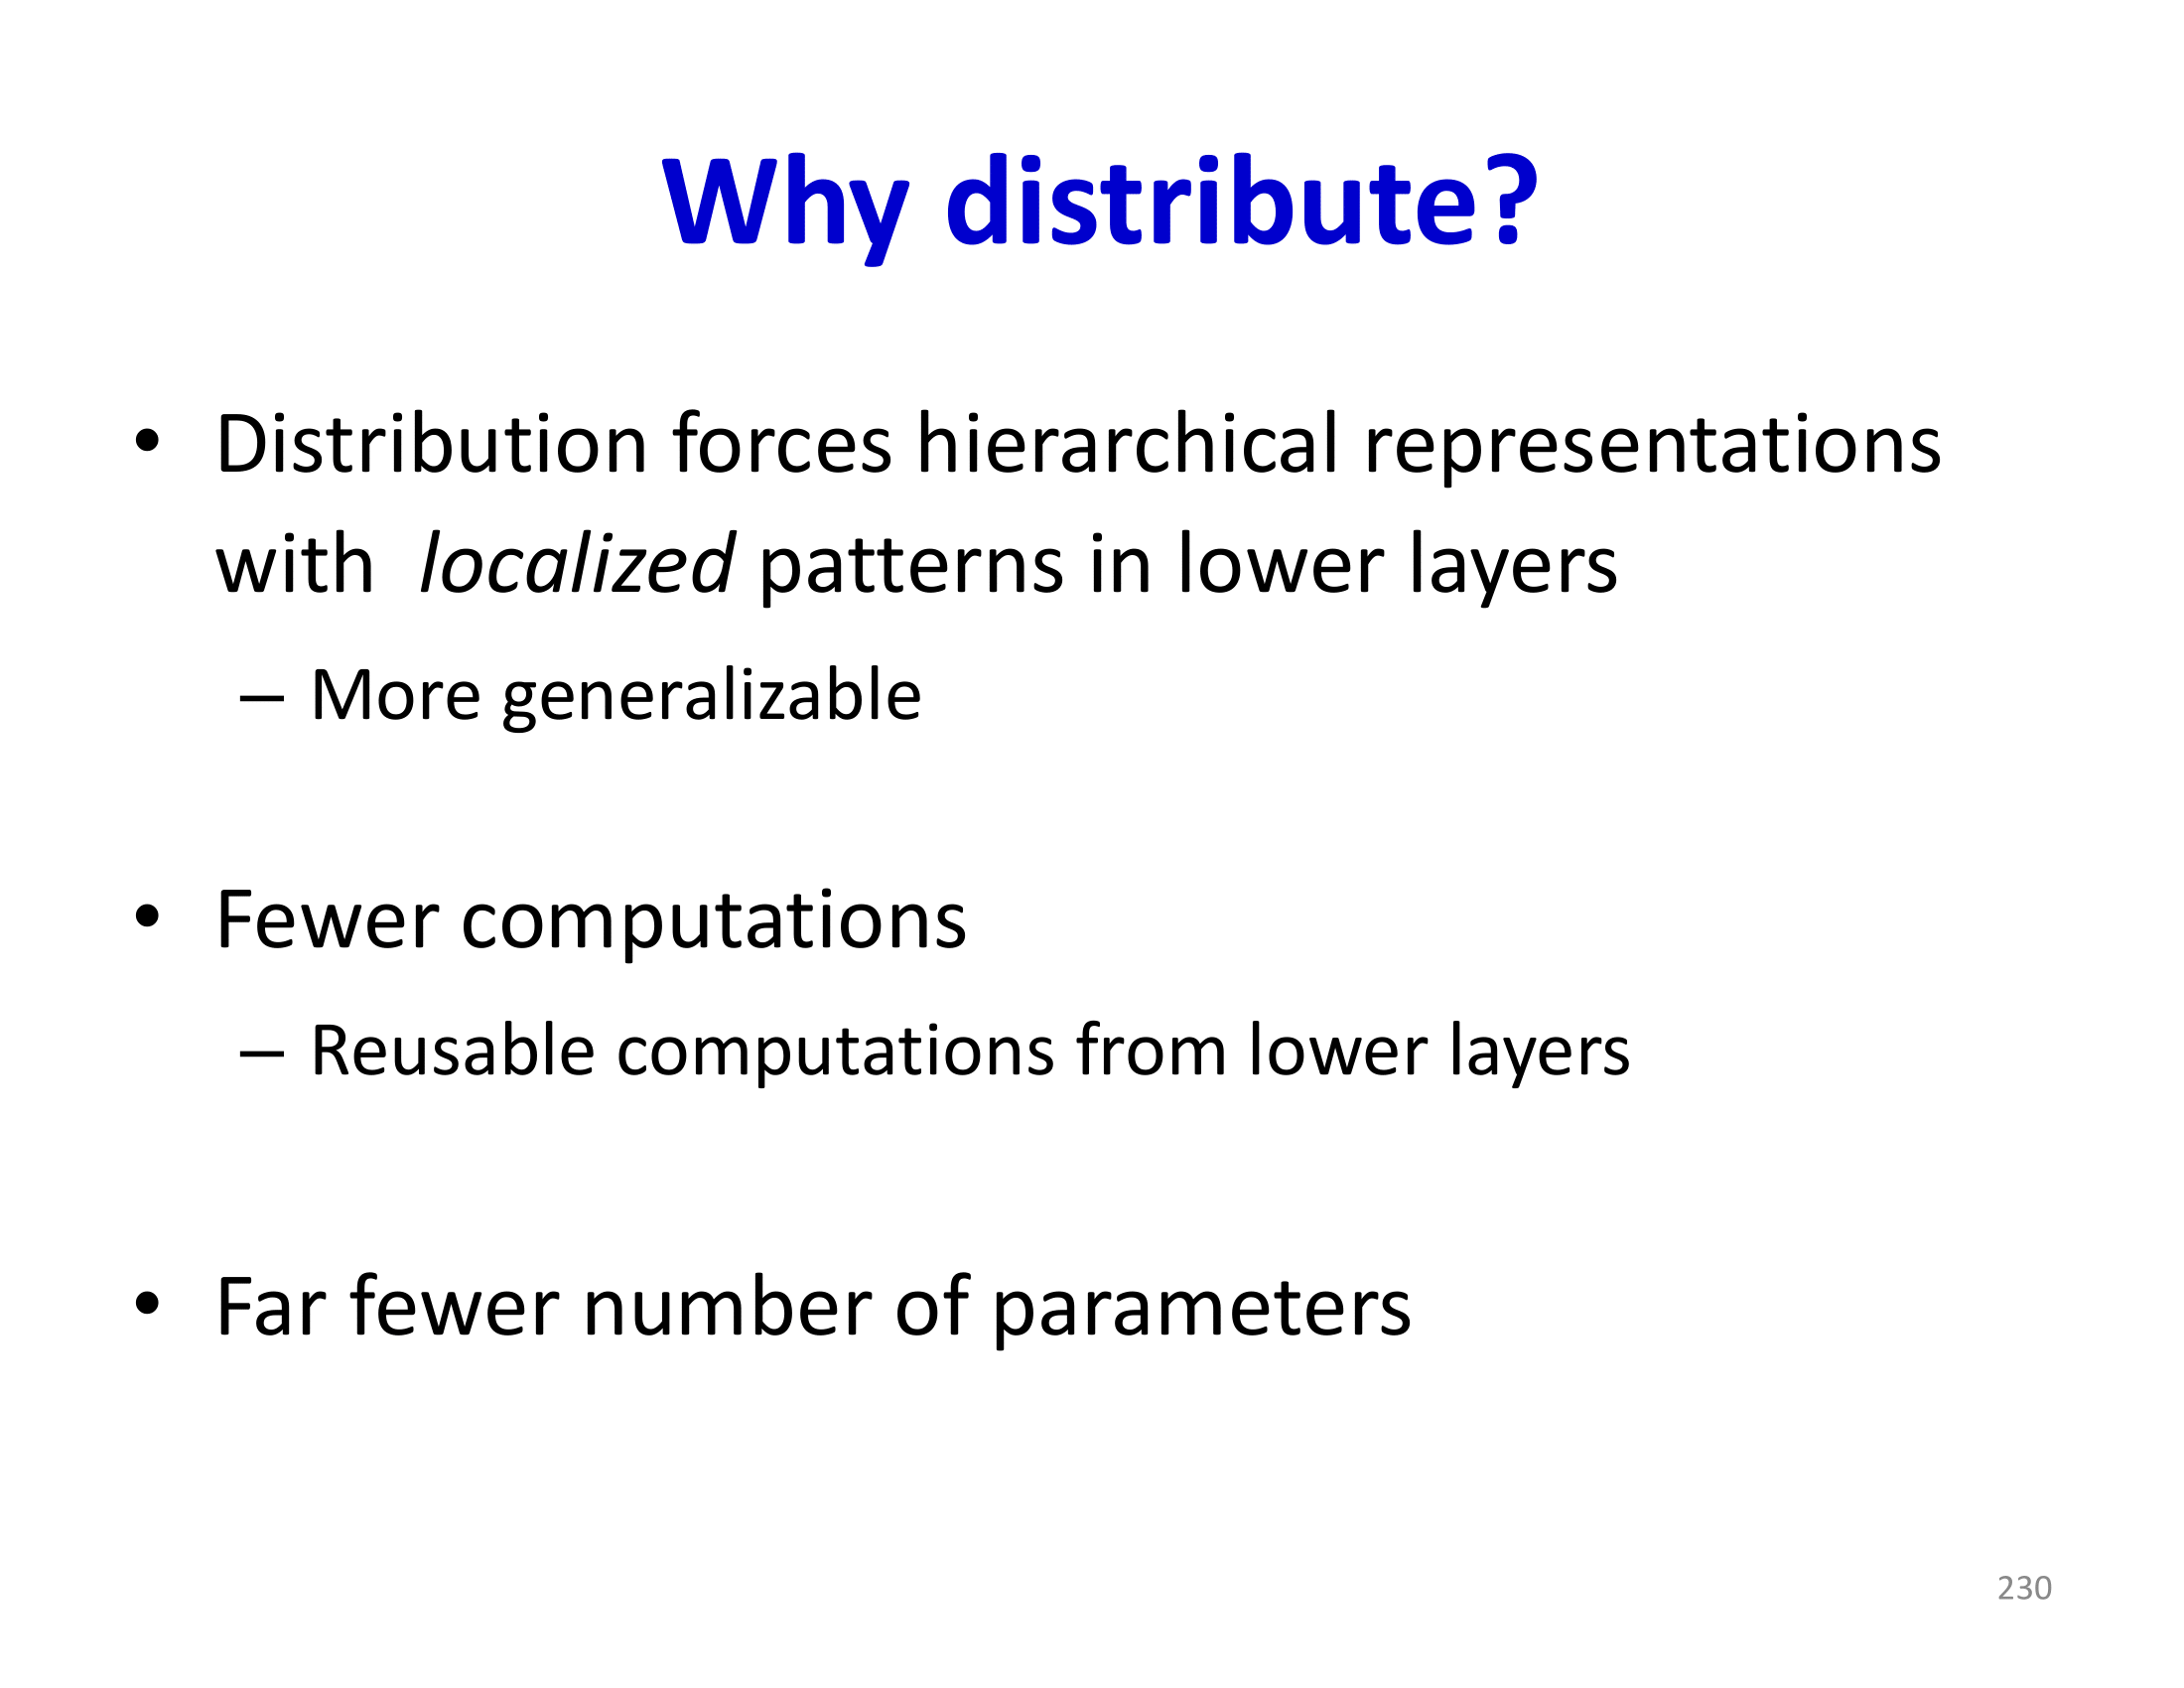 Why distribute?
• Distribution forces hierarchical representations
with localized patterns in lower layers
– More generalizable
• Fewer computations
– Reusable computations from lower layers
• Far fewer number of parameters
230